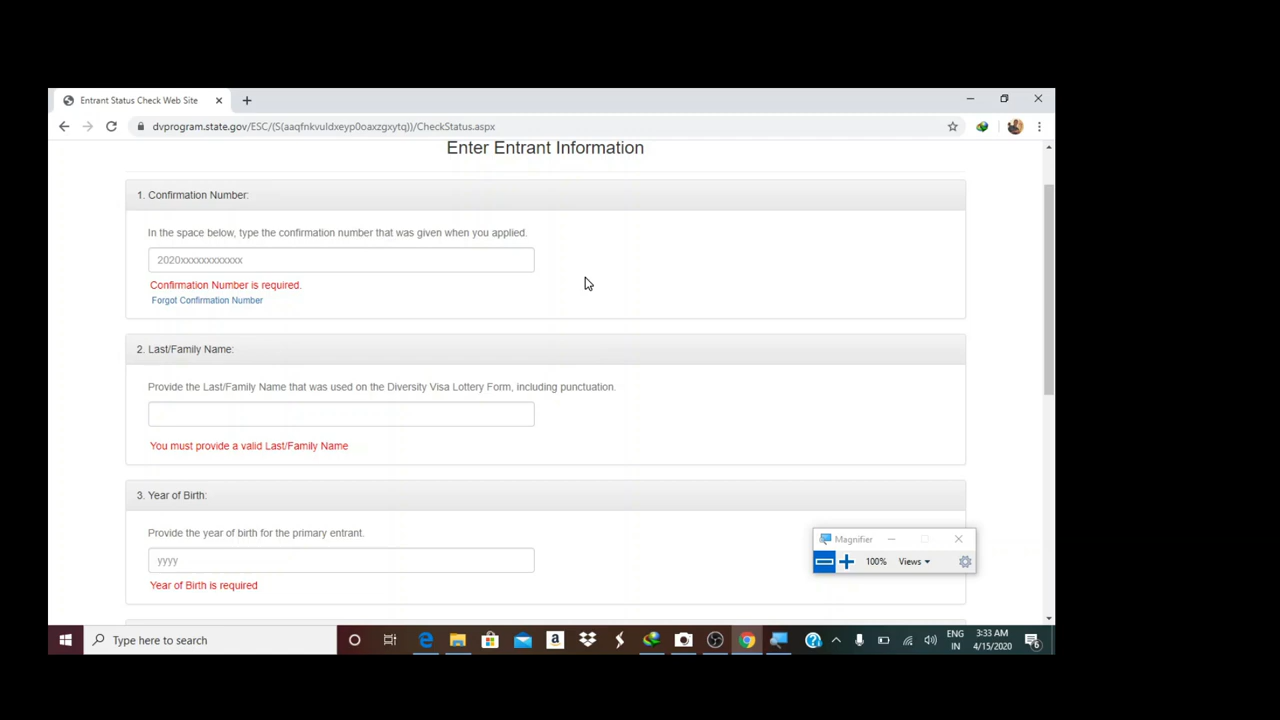 Entrant Status Check Web Site
dvprogram.state.gov/ESC/(S(aaqfnkvuldxeyp0oaxzgxytq))/CheckStatus.aspx
Enter Entrant Information
1. Confirmation Number:
In the space below, type the confirmation number that was given when you applied.
2020xxxxxxxxxxxx
Confirmation Number is required.
Forgot Confirmation Number
2. Last/Family Name:
Provide the Last/Family Name that was used on the Diversity Visa Lottery Form, including punctuation.
You must provide a valid Last/Family Name
3. Year of Birth:
Provide the year of birth for the primary entrant.
yyyy
Year of Birth is required
Magnifier
100% Views
Type here to search
ENG 3:33 AM
IN 4/15/2020
6